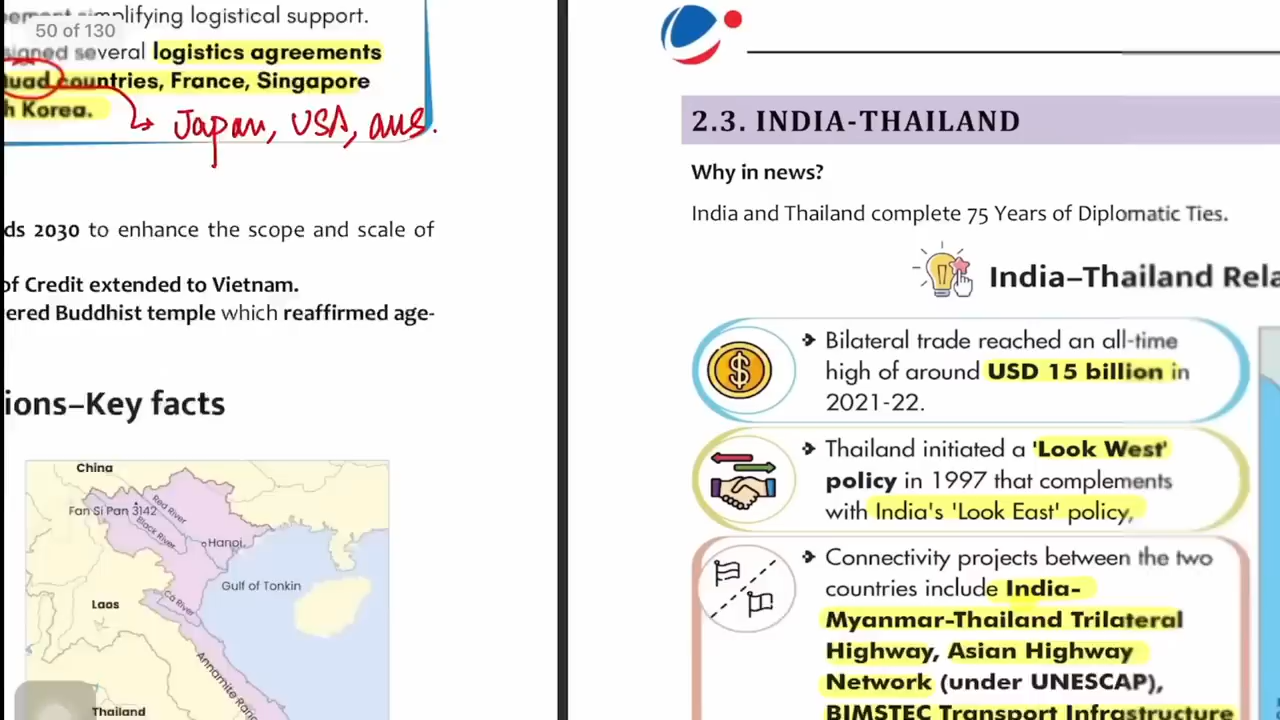 simplifying logistical support.
50 of 130
signed several logistics agreements
Quad countries, France, Singapore
h Korea.
Japan, USA, aus.
ds 2030 to enhance the scope and scale of
of Credit extended to Vietnam.
ered Buddhist temple which reaffirmed age-
ions–Key facts
China
Fan Si Pan 3142
Red River
Black River
Hanoi
Gulf of Tonkin
Laos
Ca River
Annamite Ran
Thailand
2.3. INDIA-THAILAND
Why in news?
India and Thailand complete 75 Years of Diplomatic Ties.
India–Thailand Rela
Bilateral trade reached an all-time
high of around USD 15 billion in
2021-22.
Thailand initiated a 'Look West'
policy in 1997 that complements
with India's 'Look East' policy,
Connectivity projects between the two
countries include India-
Myanmar-Thailand Trilateral
Highway, Asian Highway
Network (under UNESCAP),
BIMSTEC Transport Infrastructure